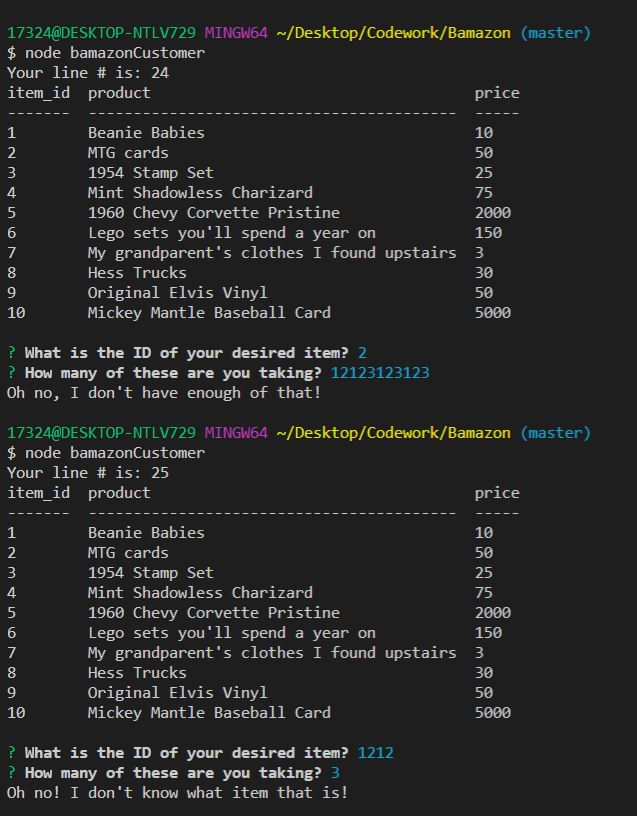 17324@DESKTOP-NTLV729 MINGW64 ~/Desktop/Codework/Bamazon (master)
$ node bamazonCustomer
Your line # is: 24
item_id  product                                    price
-------  -----------------------------------------  -----
1        Beanie Babies                              10
2        MTG cards                                  50
3        1954 Stamp Set                             25
4        Mint Shadowless Charizard                  75
5        1960 Chevy Corvette Pristine               2000
6        Lego sets you'll spend a year on           150
7        My grandparent's clothes I found upstairs  3
8        Hess Trucks                                30
9        Original Elvis Vinyl                       50
10       Mickey Mantle Baseball Card                5000
? What is the ID of your desired item? 2
? How many of these are you taking? 12123123123
Oh no, I don't have enough of that!
17324@DESKTOP-NTLV729 MINGW64 ~/Desktop/Codework/Bamazon (master)
$ node bamazonCustomer
Your line # is: 25
item_id  product                                    price
-------  -----------------------------------------  -----
1        Beanie Babies                              10
2        MTG cards                                  50
3        1954 Stamp Set                             25
4        Mint Shadowless Charizard                  75
5        1960 Chevy Corvette Pristine               2000
6        Lego sets you'll spend a year on           150
7        My grandparent's clothes I found upstairs  3
8        Hess Trucks                                30
9        Original Elvis Vinyl                       50
10       Mickey Mantle Baseball Card                5000
? What is the ID of your desired item? 1212
? How many of these are you taking? 3
Oh no! I don't know what item that is!